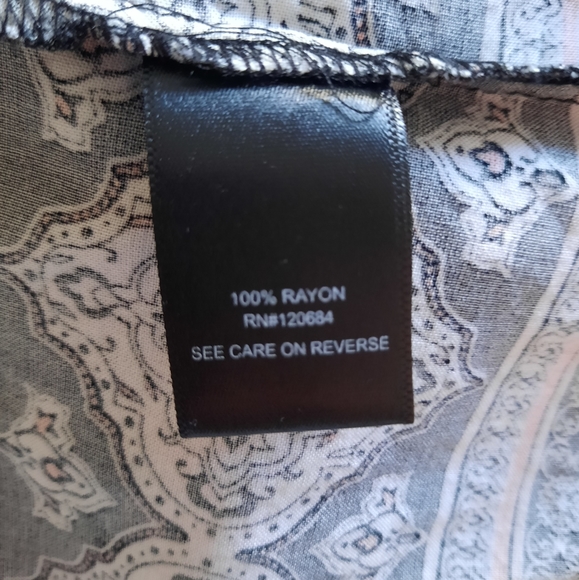 100% RAYON
RN#120684
SEE CARE ON REVERSE